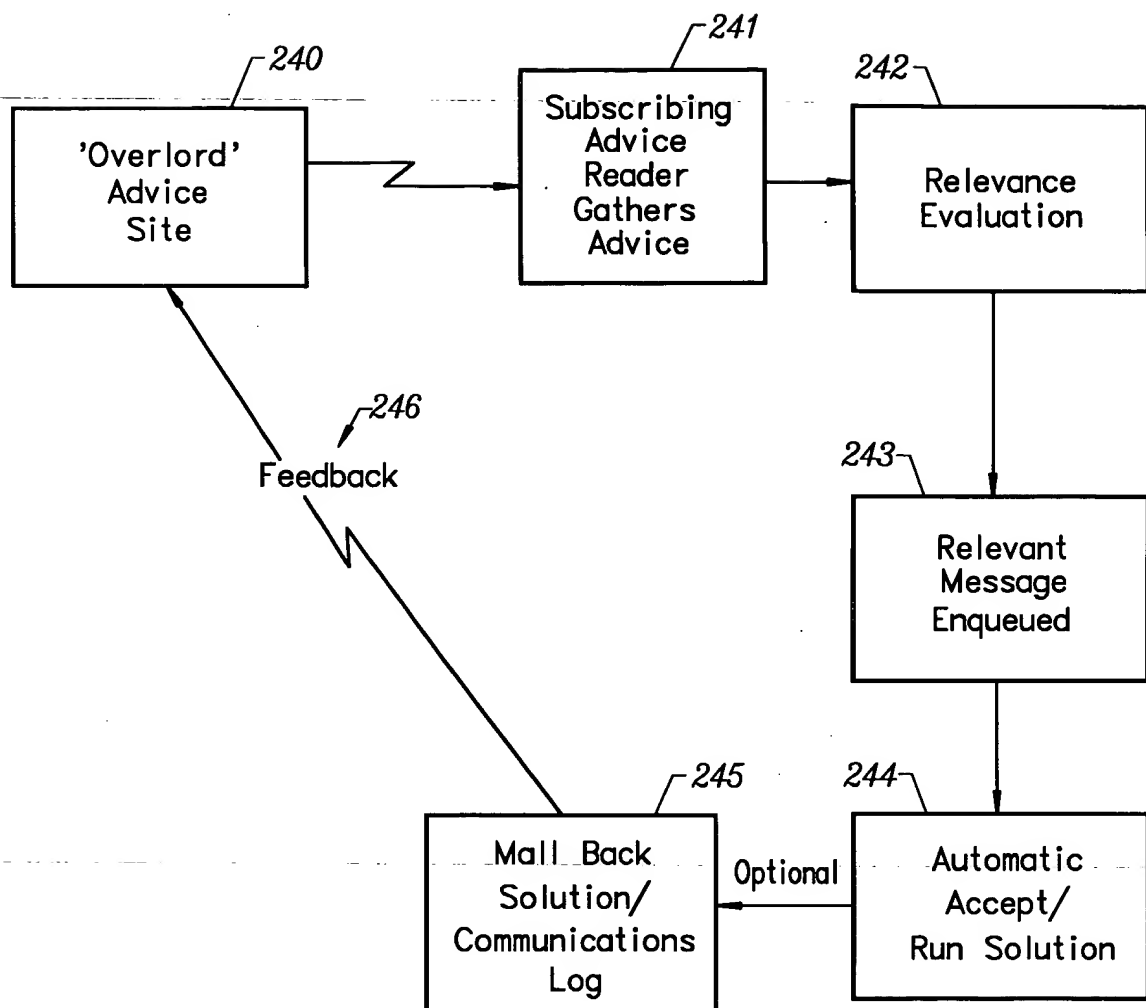 240
'Overlord'
Advice
Site
241
Subscribing
Advice
Reader
Gathers
Advice
242
Relevance
Evaluation
243
Relevant
Message
Enqueued
244
Automatic
Accept/
Run Solution
Optional
245
Mall Back
Solution/
Communications
Log
246
Feedback